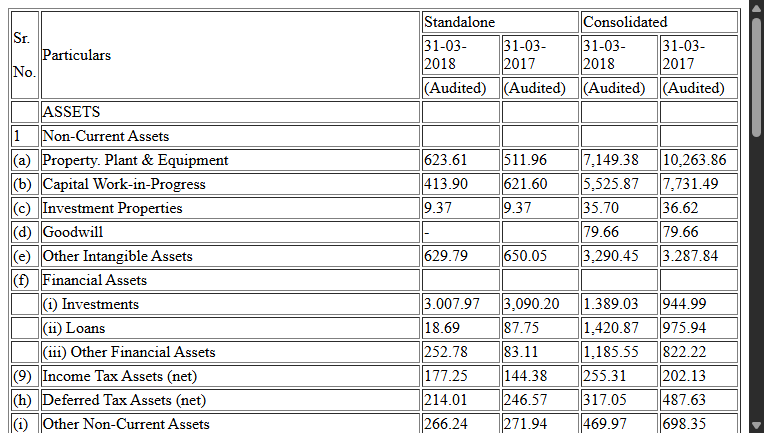 Sr. No. Particulars Standalone Consolidated
31-03-2018 31-03-2017 31-03-2018 31-03-2017
(Audited) (Audited) (Audited) (Audited)
ASSETS
1 Non-Current Assets
(a) Property. Plant & Equipment 623.61 511.96 7,149.38 10,263.86
(b) Capital Work-in-Progress 413.90 621.60 5,525.87 7,731.49
(c) Investment Properties 9.37 9.37 35.70 36.62
(d) Goodwill - 79.66 79.66
(e) Other Intangible Assets 629.79 650.05 3,290.45 3.287.84
(f) Financial Assets
(i) Investments 3.007.97 3,090.20 1.389.03 944.99
(ii) Loans 18.69 87.75 1,420.87 975.94
(iii) Other Financial Assets 252.78 83.11 1,185.55 822.22
(9) Income Tax Assets (net) 177.25 144.38 255.31 202.13
(h) Deferred Tax Assets (net) 214.01 246.57 317.05 487.63
(i) Other Non-Current Assets 266.24 271.94 469.97 698.35